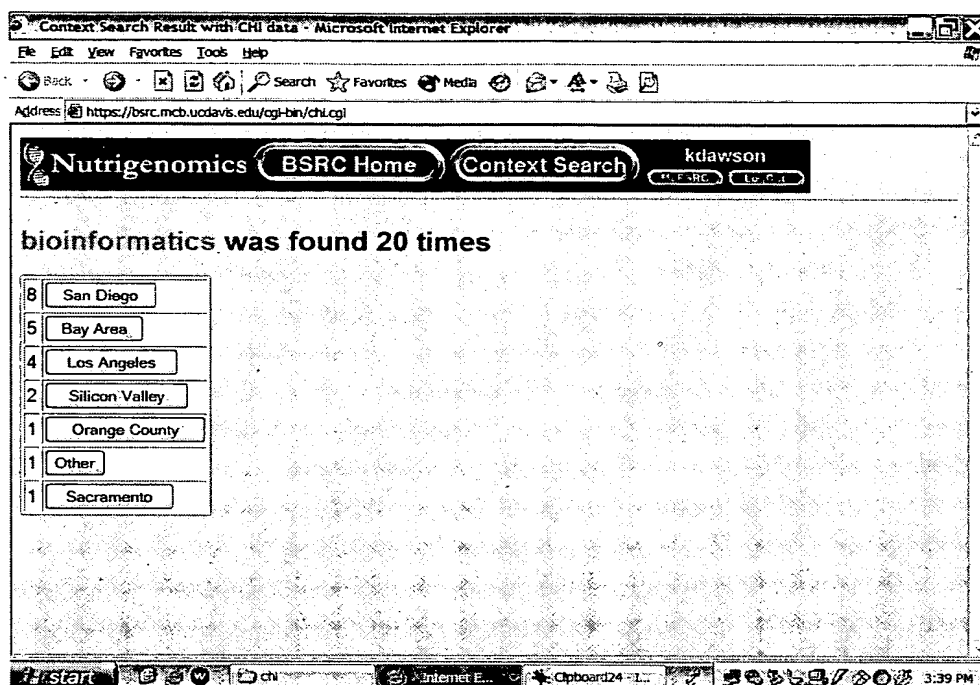 Context Search Result with CHI data - Microsoft Internet Explorer
File Edit View Favorites Tools Help
Back Search Favorites Media
Address https://bsrc.mcb.ucdavis.edu/cgi-bin/chi.cgi
Nutrigenomics BSRC Home Context Search kdawson
bioinformatics was found 20 times
8 San Diego
5 Bay Area
4 Los Angeles
2 Silicon Valley
1 Orange County
1 Other
1 Sacramento
start chi Internet E... Clipboard24 - I... 3:39 PM